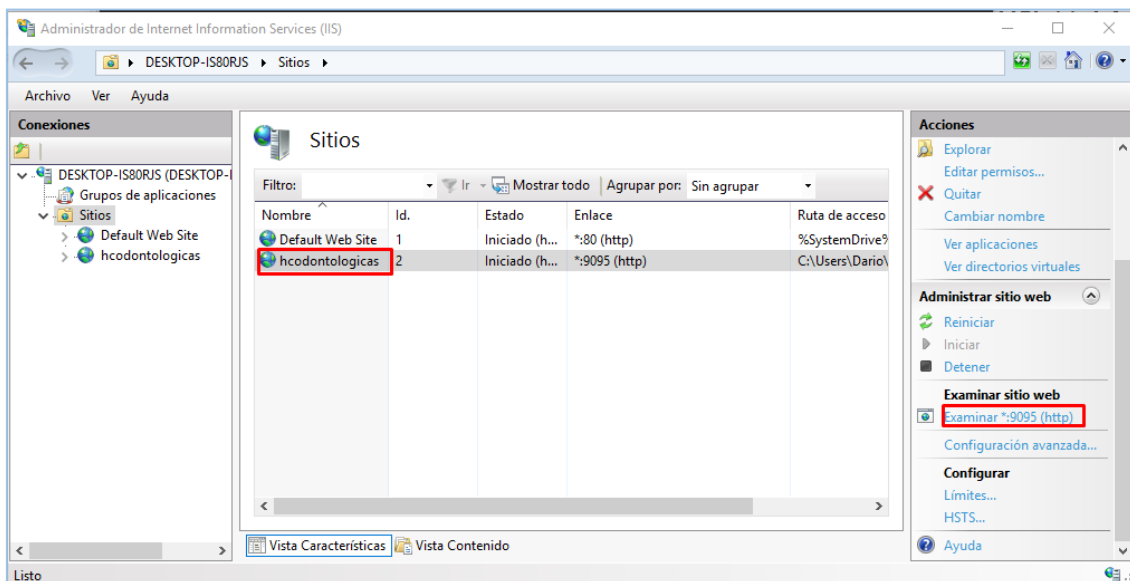 Administrador de Internet Information Services (IIS)
DESKTOP-IS80RJS Sitios
Archivo Ver Ayuda
Conexiones
DESKTOP-IS80RJS (DESKTOP-I
Grupos de aplicaciones
Sitios
Default Web Site
hcodontologicas
Sitios
Filtro: Ir Mostrar todo Agrupar por: Sin agrupar
Nombre Id. Estado Enlace Ruta de acceso
Default Web Site 1 Iniciado (h... *:80 (http) %SystemDrive%
hcodontologicas 2 Iniciado (h... *:9095 (http) C:\Users\Dario\
Vista Características Vista Contenido
Acciones
Explorar
Editar permisos...
Quitar
Cambiar nombre
Ver aplicaciones
Ver directorios virtuales
Administrar sitio web
Reiniciar
Iniciar
Detener
Examinar sitio web
Examinar *:9095 (http)
Configuración avanzada...
Configurar
Límites...
HSTS...
Ayuda
Listo